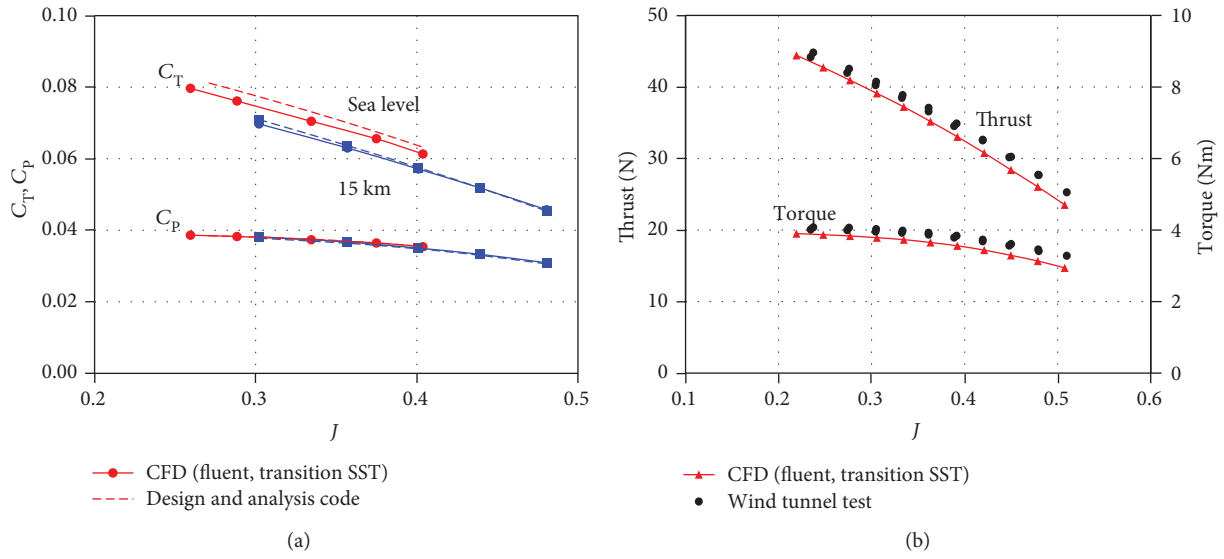 0.10
0.08
0.06
0.04
0.02
0.00
C_T, C_P
C_T
Sea level
15 km
C_P
0.2 0.3 0.4 0.5
J
CFD (fluent, transition SST)
Design and analysis code
(a)
50
40
30
20
10
0
Thrust (N)
Thrust
Torque
10
8
6
4
2
0
Torque (Nm)
0.1 0.2 0.3 0.4 0.5 0.6
J
CFD (fluent, transition SST)
Wind tunnel test
(b)